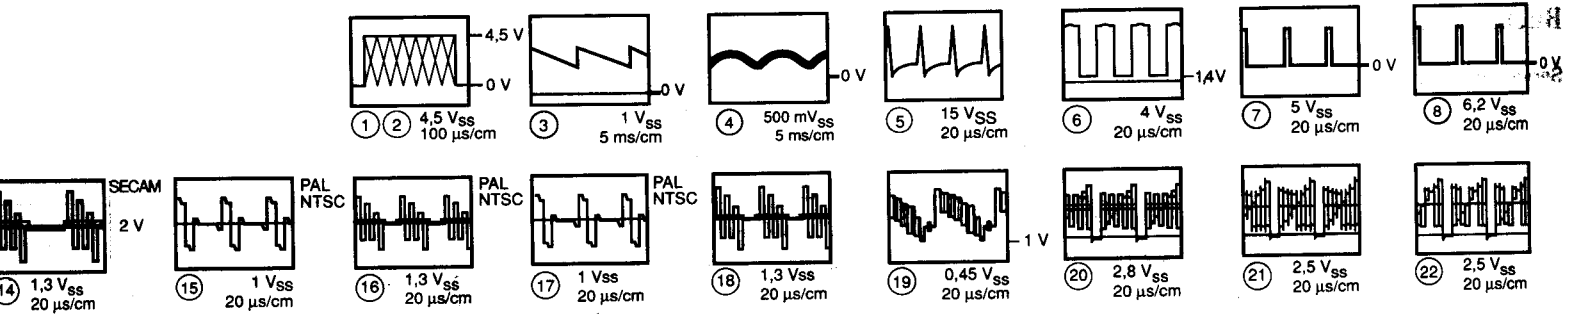 4,5 V
0 V
1 2 4,5 Vss
100 µs/cm
0 V
3 1 Vss
5 ms/cm
0 V
4 500 mVss
5 ms/cm
5 15 Vss
20 µs/cm
1,4V
6 4 Vss
20 µs/cm
0 V
7 5 Vss
20 µs/cm
0 V
8 6,2 Vss
20 µs/cm
SECAM
2 V
14 1,3 Vss
20 µs/cm
PAL
NTSC
15 1 Vss
20 µs/cm
PAL
NTSC
16 1,3 Vss
20 µs/cm
PAL
NTSC
17 1 Vss
20 µs/cm
18 1,3 Vss
20 µs/cm
1 V
19 0,45 Vss
20 µs/cm
20 2,8 Vss
20 µs/cm
21 2,5 Vss
20 µs/cm
22 2,5 Vss
20 µs/cm